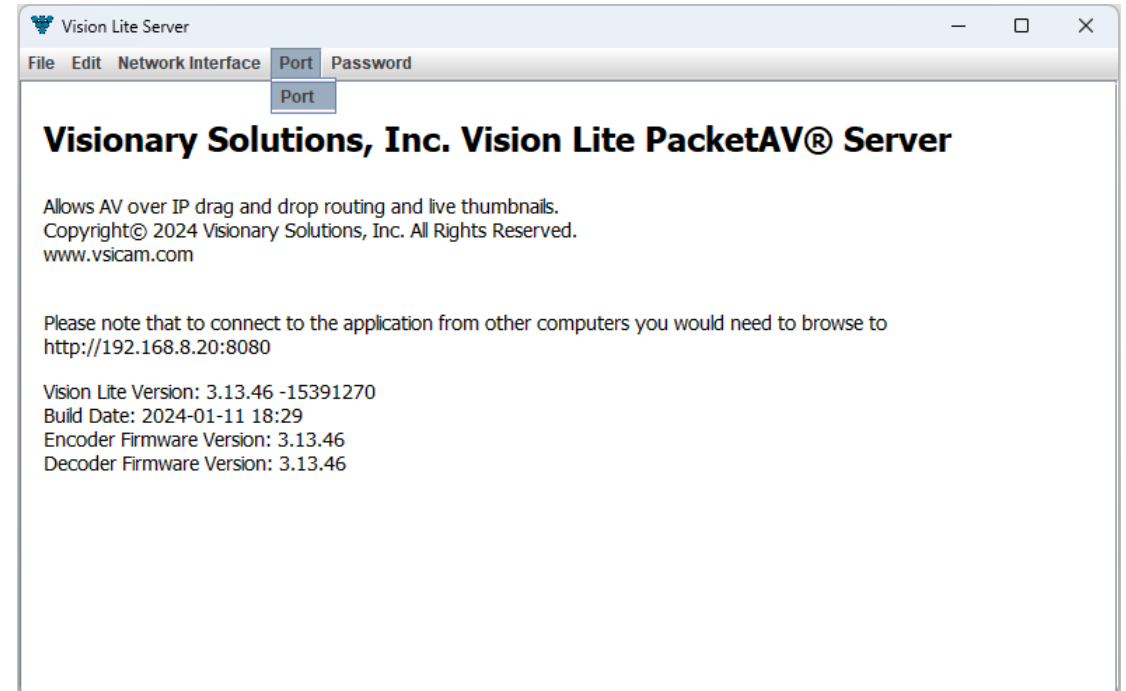 Vision Lite Server
File Edit Network Interface Port Password
Port
Visionary Solutions, Inc. Vision Lite PacketAV® Server
Allows AV over IP drag and drop routing and live thumbnails.
Copyright© 2024 Visionary Solutions, Inc. All Rights Reserved.
www.vsicam.com
Please note that to connect to the application from other computers you would need to browse to
http://192.168.8.20:8080
Vision Lite Version: 3.13.46 -15391270
Build Date: 2024-01-11 18:29
Encoder Firmware Version: 3.13.46
Decoder Firmware Version: 3.13.46